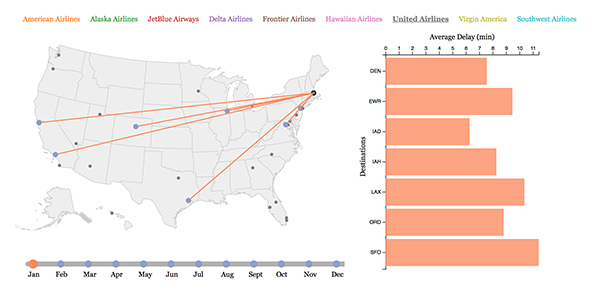 American Airlines Alaska Airlines JetBlue Airways Delta Airlines Frontier Airlines Hawaiian Airlines United Airlines Virgin America Southwest Airlines
Average Delay (min)
0 1 2 3 4 5 6 7 8 9 10 11
DEN
EWR
IAD
IAH
LAX
ORD
SFO
Destinations
Jan Feb Mar Apr May Jun Jul Aug Sept Oct Nov Dec